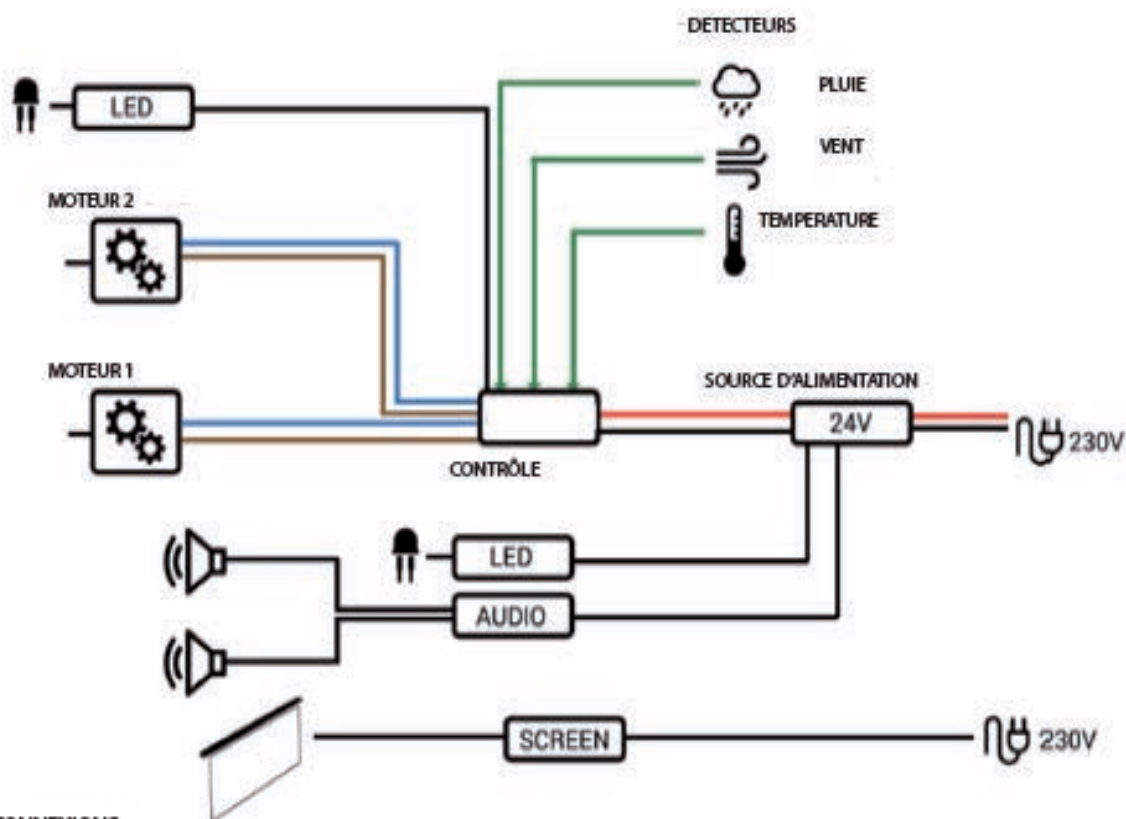 DETECTEURS
PLUIE
LED
VENT
MOTEUR 2
TEMPERATURE
MOTEUR 1
SOURCE D'ALIMENTATION
24V
230V
CONTRÔLE
LED
AUDIO
SCREEN
230V